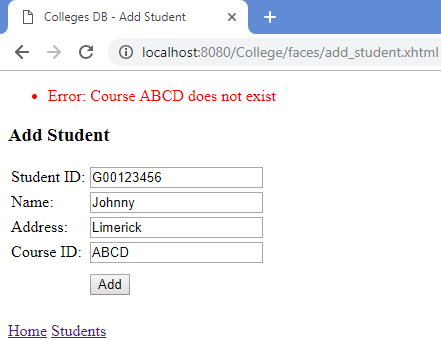 Colleges DB - Add Student
localhost:8080/College/faces/add_student.xhtml
Error: Course ABCD does not exist
Add Student
Student ID: G00123456
Name: Johnny
Address: Limerick
Course ID: ABCD
Add
Home Students